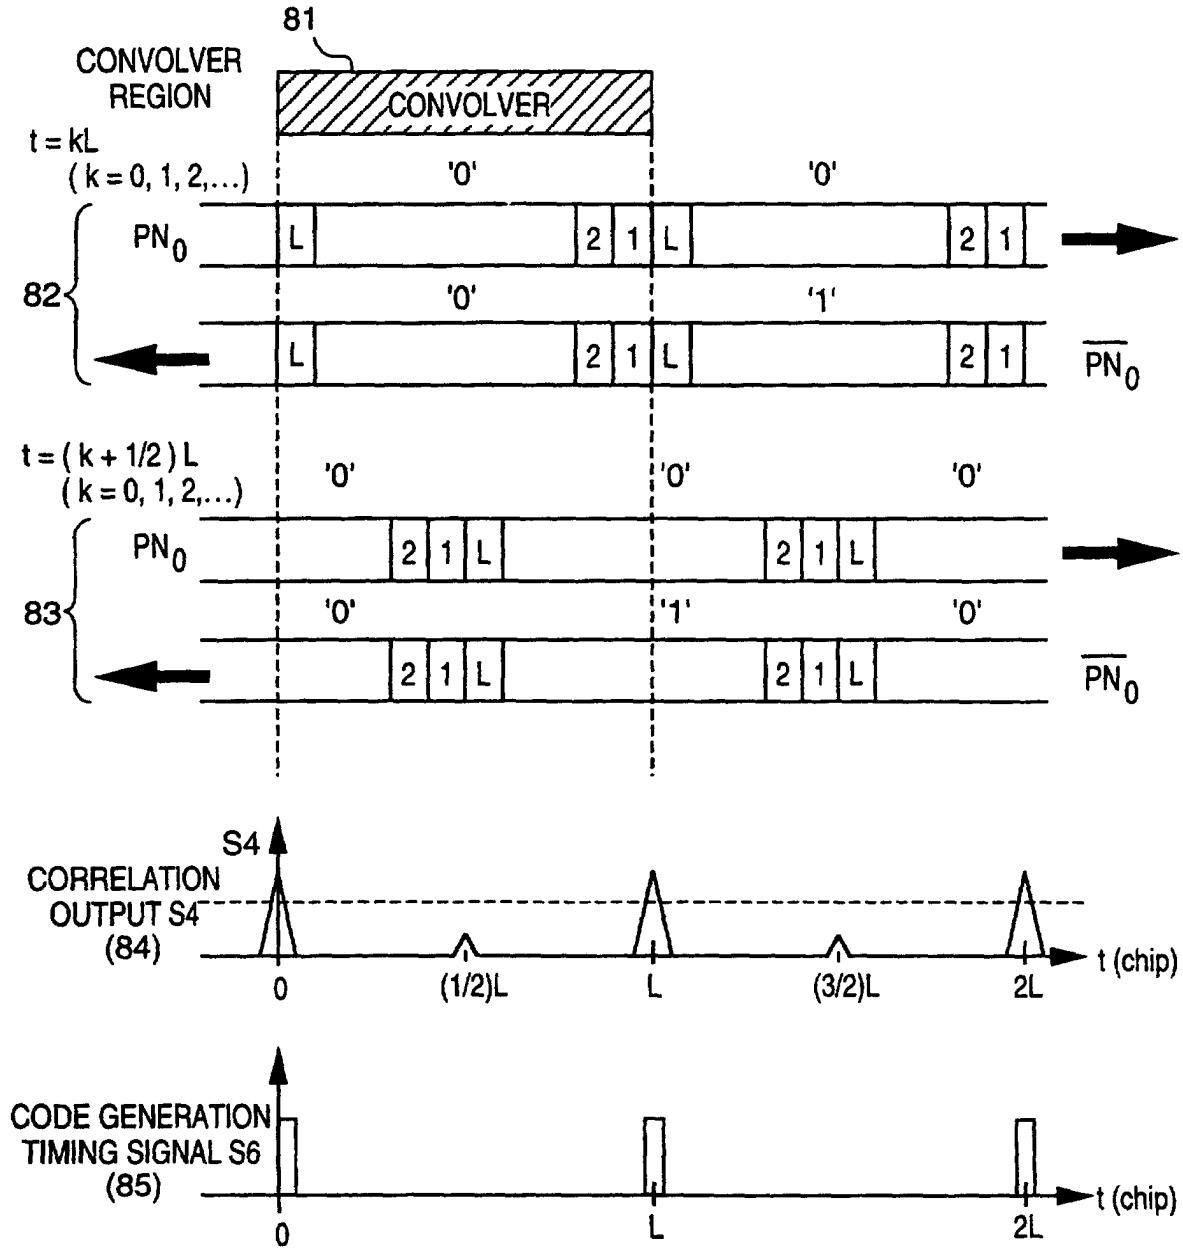 81
CONVOLVER
REGION
CONVOLVER
t = kL
( k = 0, 1, 2,...)
'0' '0'
PN0 L 2 1 L 2 1
82
'0' '1'
L 2 1 L 2 1 PN0
t = ( k + 1/2 ) L
( k = 0, 1, 2,...)
'0' '0' '0'
PN0 2 1 L 2 1 L
83
'0' '1' '0'
2 1 L 2 1 L PN0
S4
CORRELATION
OUTPUT S4
(84)
t (chip)
0 (1/2)L L (3/2)L 2L
CODE GENERATION
TIMING SIGNAL S6
(85)
t (chip)
0 L 2L